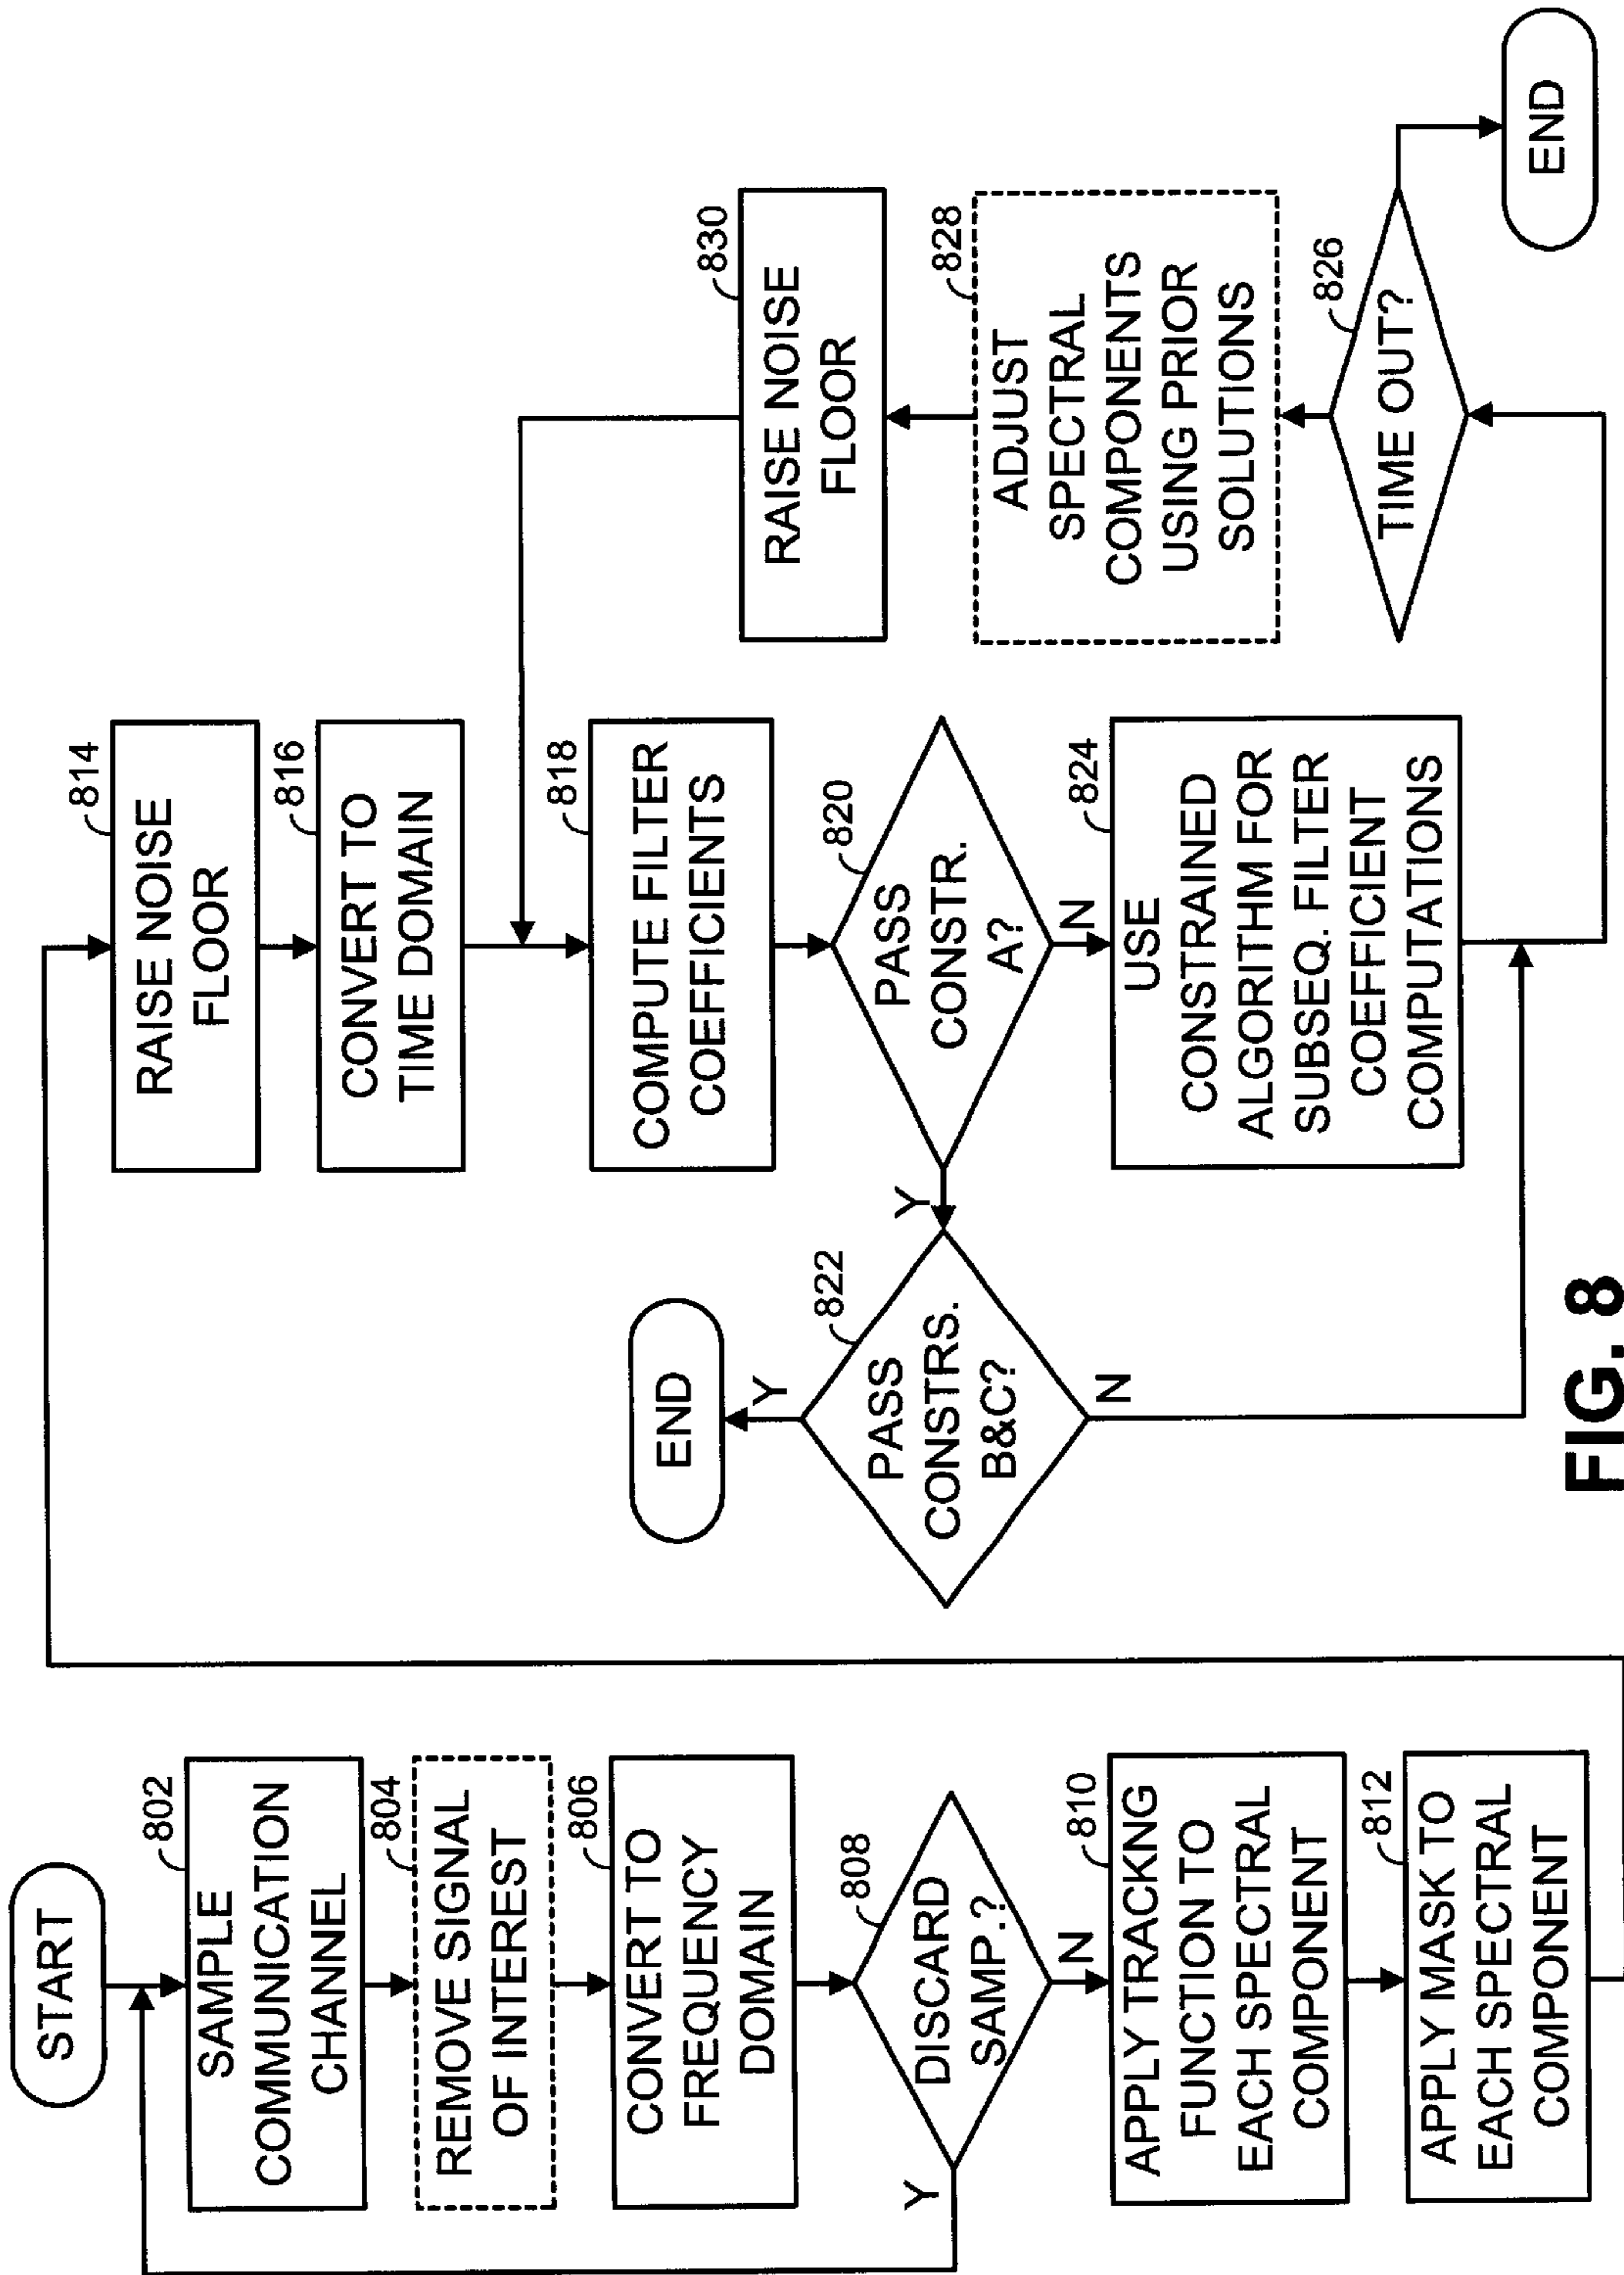 START
802
SAMPLE
COMMUNICATION
CHANNEL
804
REMOVE SIGNAL
OF INTEREST
806
CONVERT TO
FREQUENCY
DOMAIN
808
DISCARD
SAMP.?
Y
N
810
APPLY TRACKNG
FUNCTION TO
EACH SPECTRAL
COMPONENT
812
APPLY MASK TO
EACH SPECTRAL
COMPONENT
814
RAISE NOISE
FLOOR
816
CONVERT TO
TIME DOMAIN
818
COMPUTE FILTER
COEFFICIENTS
820
PASS
CONSTR.
A?
Y
N
822
PASS
CONSTRS.
B&C?
Y
N
END
824
USE
CONSTRAINED
ALGORITHM FOR
SUBSEQ. FILTER
COEFFICIENT
COMPUTATIONS
826
TIME OUT?
END
828
ADJUST
SPECTRAL
COMPONENTS
USING PRIOR
SOLUTIONS
830
RAISE NOISE
FLOOR
FIG. 8